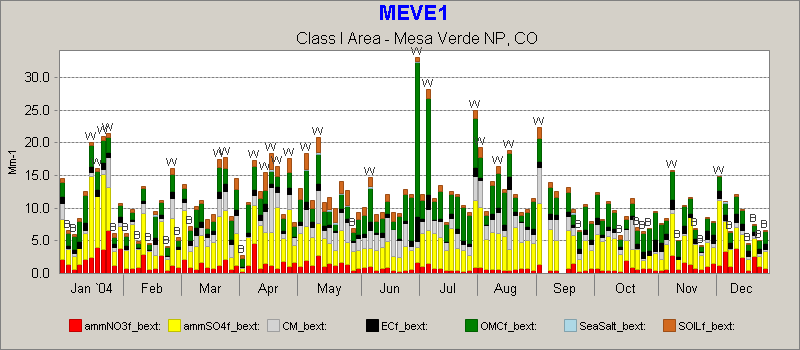 MEVE1
Class I Area - Mesa Verde NP, CO
Mm-1
30.0
25.0
20.0
15.0
10.0
5.0
0.0
Jan `04 Feb Mar Apr May Jun Jul Aug Sep Oct Nov Dec
ammNO3f_bext: ammSO4f_bext: CM_bext: ECf_bext: OMCf_bext: SeaSalt_bext: SOILf_bext: